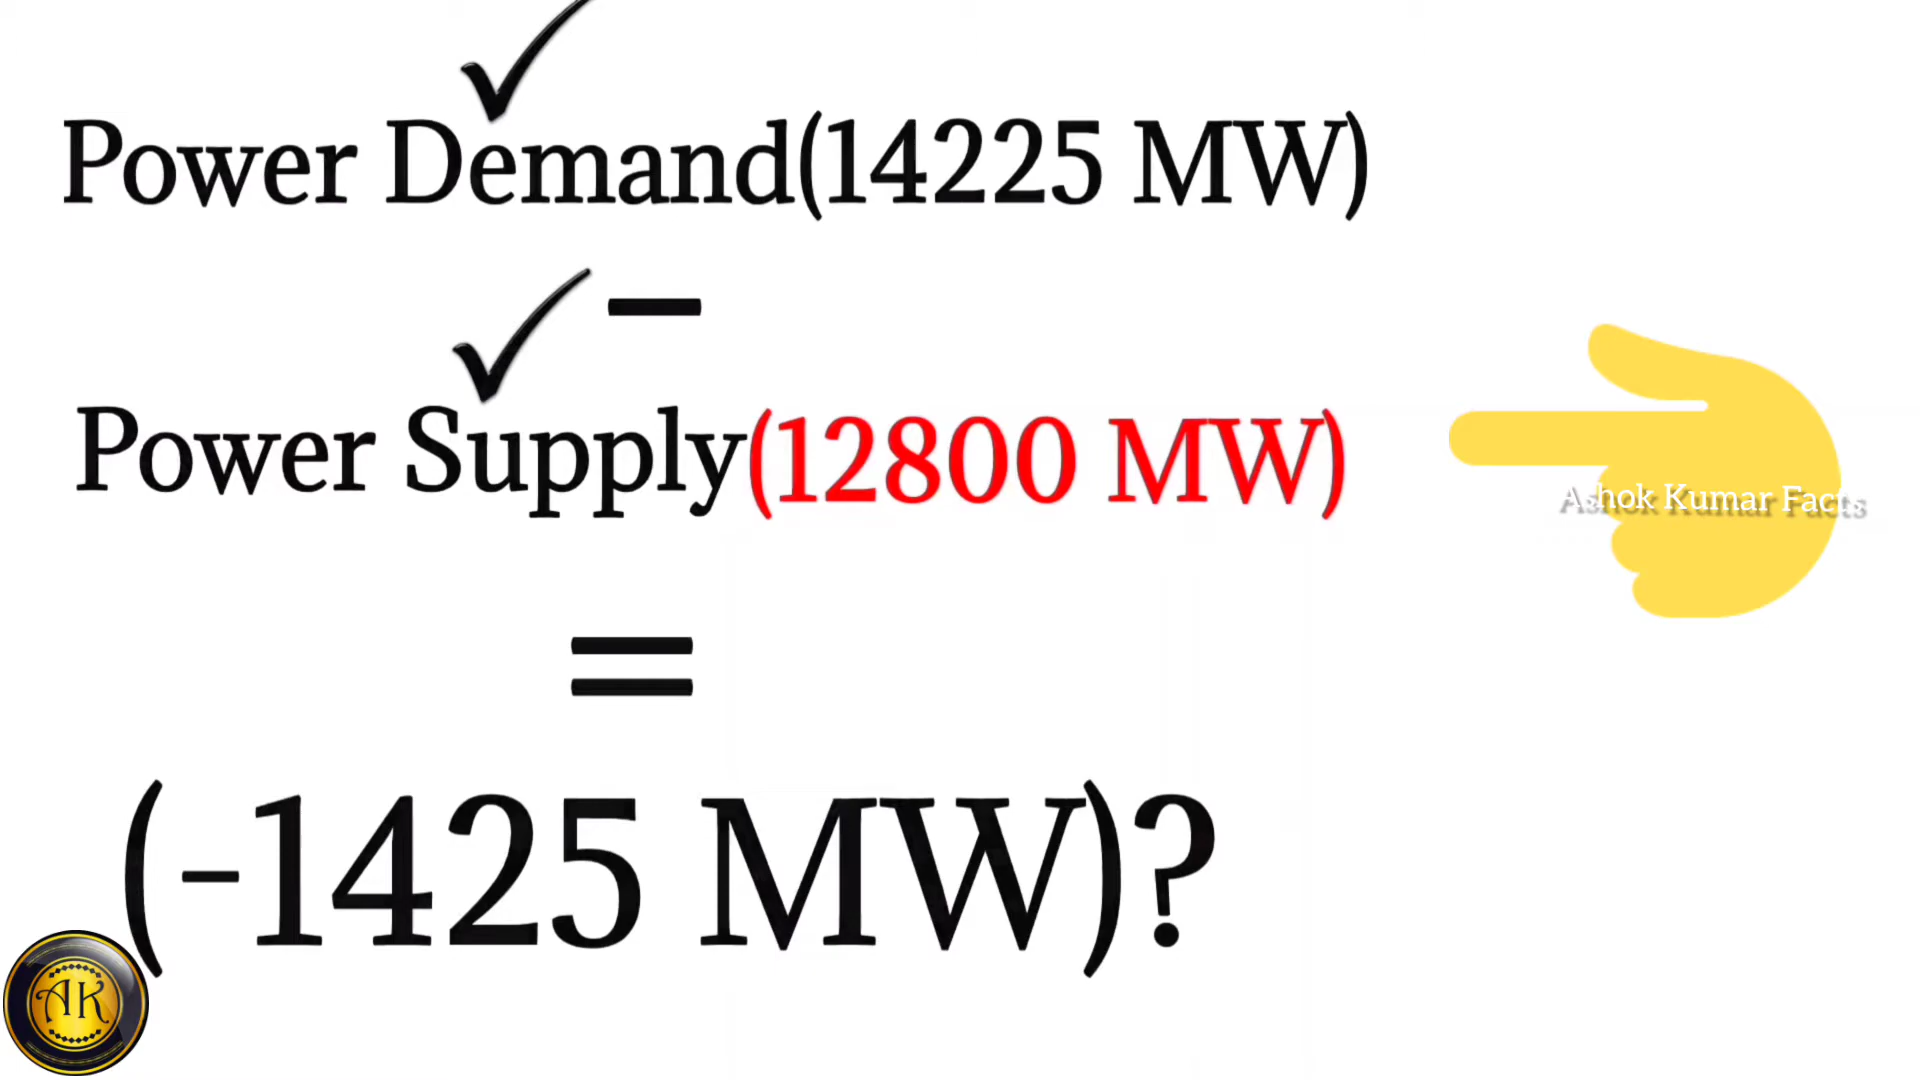 Power Demand(14225 MW)
–
Power Supply(12800 MW)
Ashok Kumar Facts
=
(-1425 MW)?
AK